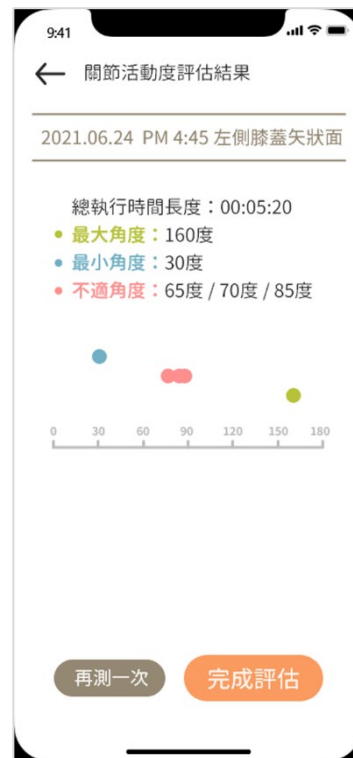 9:41
關節活動度評估結果
2021.06.24 PM 4:45 左側膝蓋矢狀面
總執行時間長度：00:05:20
最大角度：160度
最小角度：30度
不適角度：65度 / 70度 / 85度
0 30 60 90 120 150 180
再測一次 完成評估